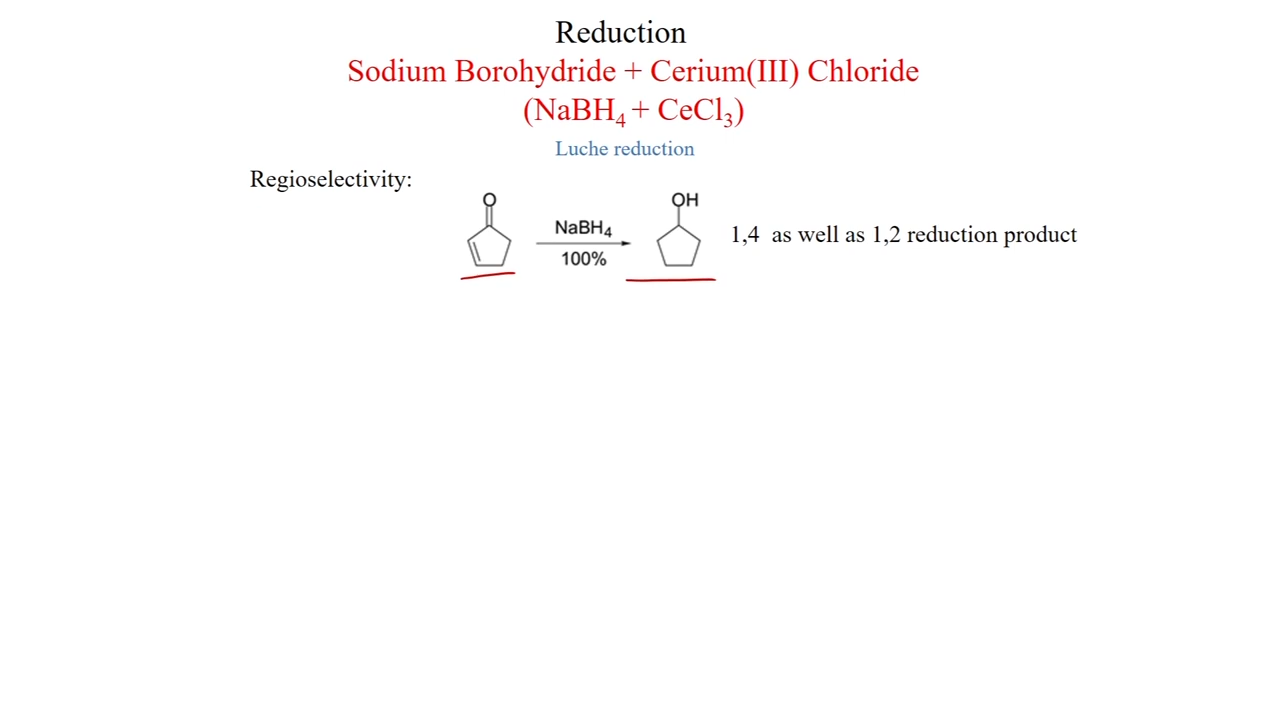 Reduction
Sodium Borohydride + Cerium(III) Chloride
(NaBH₄ + CeCl₃)
Luche reduction
Regioselectivity:
O
NaBH₄
100%
OH
1,4 as well as 1,2 reduction product